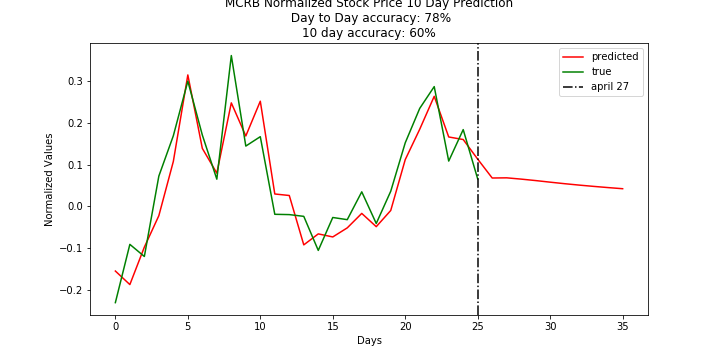 MCRB Normalized Stock Price 10 Day Prediction
Day to Day accuracy: 78%
10 day accuracy: 60%
predicted
true
april 27
Normalized Values
0.3
0.2
0.1
0.0
−0.1
−0.2
0
5
10
15
20
25
30
35
Days